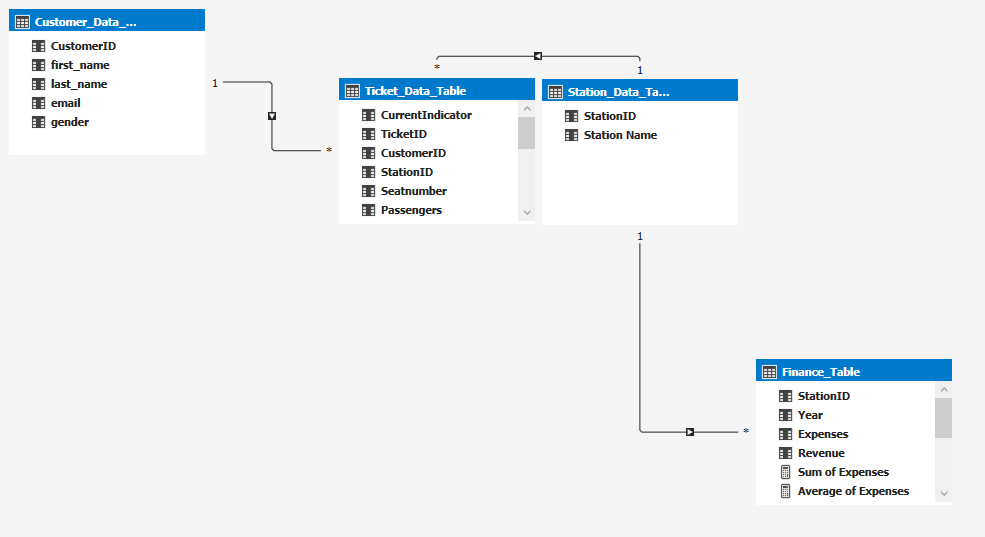 Customer_Data_...
CustomerID
first_name
last_name
email
gender
1
*
*
1
Ticket_Data_Table
CurrentIndicator
TicketID
CustomerID
StationID
Seatnumber
Passengers
Station_Data_Ta...
StationID
Station Name
1
*
Finance_Table
StationID
Year
Expenses
Revenue
Sum of Expenses
Average of Expenses